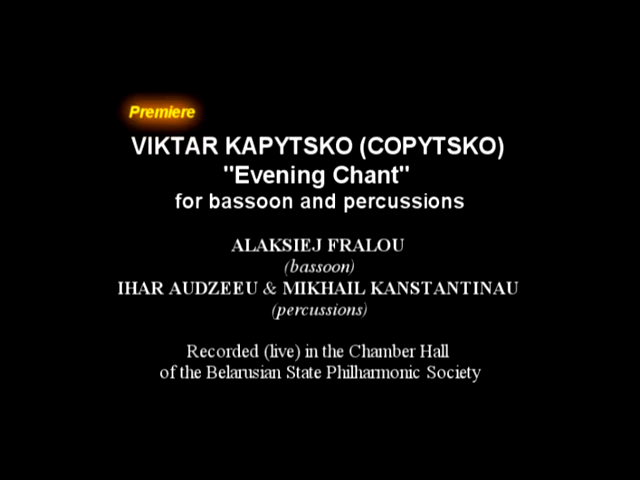 Premiere
VIKTAR KAPYTSKO (COPYTSKO)
"Evening Chant"
for bassoon and percussions
ALAKSIEJ FRALOU
(bassoon)
IHAR AUDZEEU & MIKHAIL KANSTANTINAU
(percussions)
Recorded (live) in the Chamber Hall
of the Belarusian State Philharmonic Society